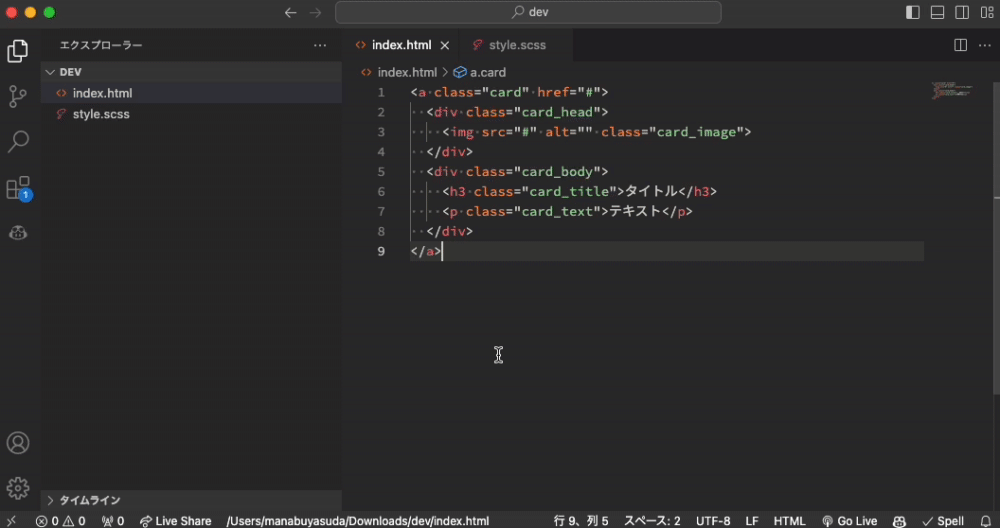 dev
エクスプローラー
index.html
style.scss
DEV
index.html
style.scss
index.html a.card
1 <a class="card" href="#">
2 <div class="card_head">
3 <img src="#" alt="" class="card_image">
4 </div>
5 <div class="card_body">
6 <h3 class="card_title">タイトル</h3>
7 <p class="card_text">テキスト</p>
8 </div>
9 </a>
1
タイムライン
0 0 0 Live Share /Users/manabuyasuda/Downloads/dev/index.html 行 9、列 5 スペース: 2 UTF-8 LF HTML Go Live Spell